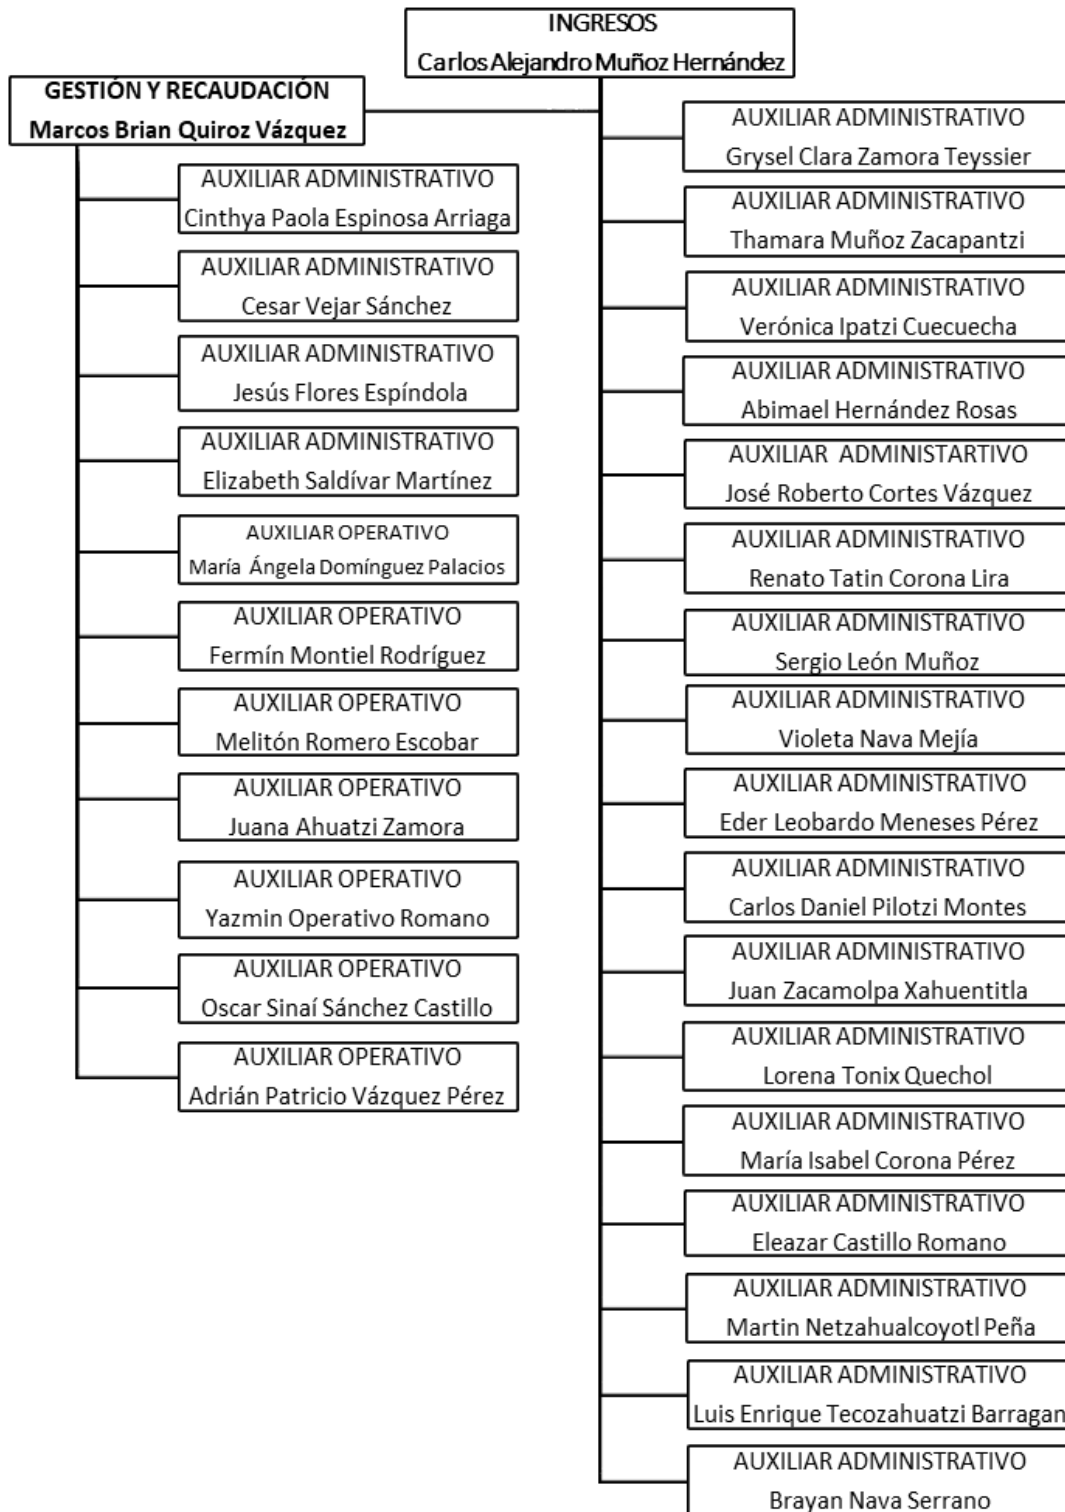 INGRESOS
Carlos Alejandro Muñoz Hernández
GESTIÓN Y RECAUDACIÓN
Marcos Brian Quiroz Vázquez
AUXILIAR ADMINISTRATIVO
Cinthya Paola Espinosa Arriaga
AUXILIAR ADMINISTRATIVO
Cesar Vejar Sánchez
AUXILIAR ADMINISTRATIVO
Jesús Flores Espíndola
AUXILIAR ADMINISTRATIVO
Elizabeth Saldívar Martínez
AUXILIAR OPERATIVO
María Ángela Domínguez Palacios
AUXILIAR OPERATIVO
Fermín Montiel Rodríguez
AUXILIAR OPERATIVO
Melitón Romero Escobar
AUXILIAR OPERATIVO
Juana Ahuatzi Zamora
AUXILIAR OPERATIVO
Yazmin Operativo Romano
AUXILIAR OPERATIVO
Oscar Sinaí Sánchez Castillo
AUXILIAR OPERATIVO
Adrián Patricio Vázquez Pérez
AUXILIAR ADMINISTRATIVO
Grysel Clara Zamora Teyssier
AUXILIAR ADMINISTRATIVO
Thamara Muñoz Zacapantzi
AUXILIAR ADMINISTRATIVO
Verónica Ipatzi Cuecuecha
AUXILIAR ADMINISTRATIVO
Abimael Hernández Rosas
AUXILIAR ADMINISTARTIVO
José Roberto Cortes Vázquez
AUXILIAR ADMINISTRATIVO
Renato Tatin Corona Lira
AUXILIAR ADMINISTRATIVO
Sergio León Muñoz
AUXILIAR ADMINISTRATIVO
Violeta Nava Mejía
AUXILIAR ADMINISTRATIVO
Eder Leobardo Meneses Pérez
AUXILIAR ADMINISTRATIVO
Carlos Daniel Pilotzi Montes
AUXILIAR ADMINISTRATIVO
Juan Zacamolpa Xahuentitla
AUXILIAR ADMINISTRATIVO
Lorena Tonix Quechol
AUXILIAR ADMINISTRATIVO
María Isabel Corona Pérez
AUXILIAR ADMINISTRATIVO
Eleazar Castillo Romano
AUXILIAR ADMINISTRATIVO
Martin Netzahualcoyotl Peña
AUXILIAR ADMINISTRATIVO
Luis Enrique Tecozahuatzi Barragan
AUXILIAR ADMINISTRATIVO
Brayan Nava Serrano